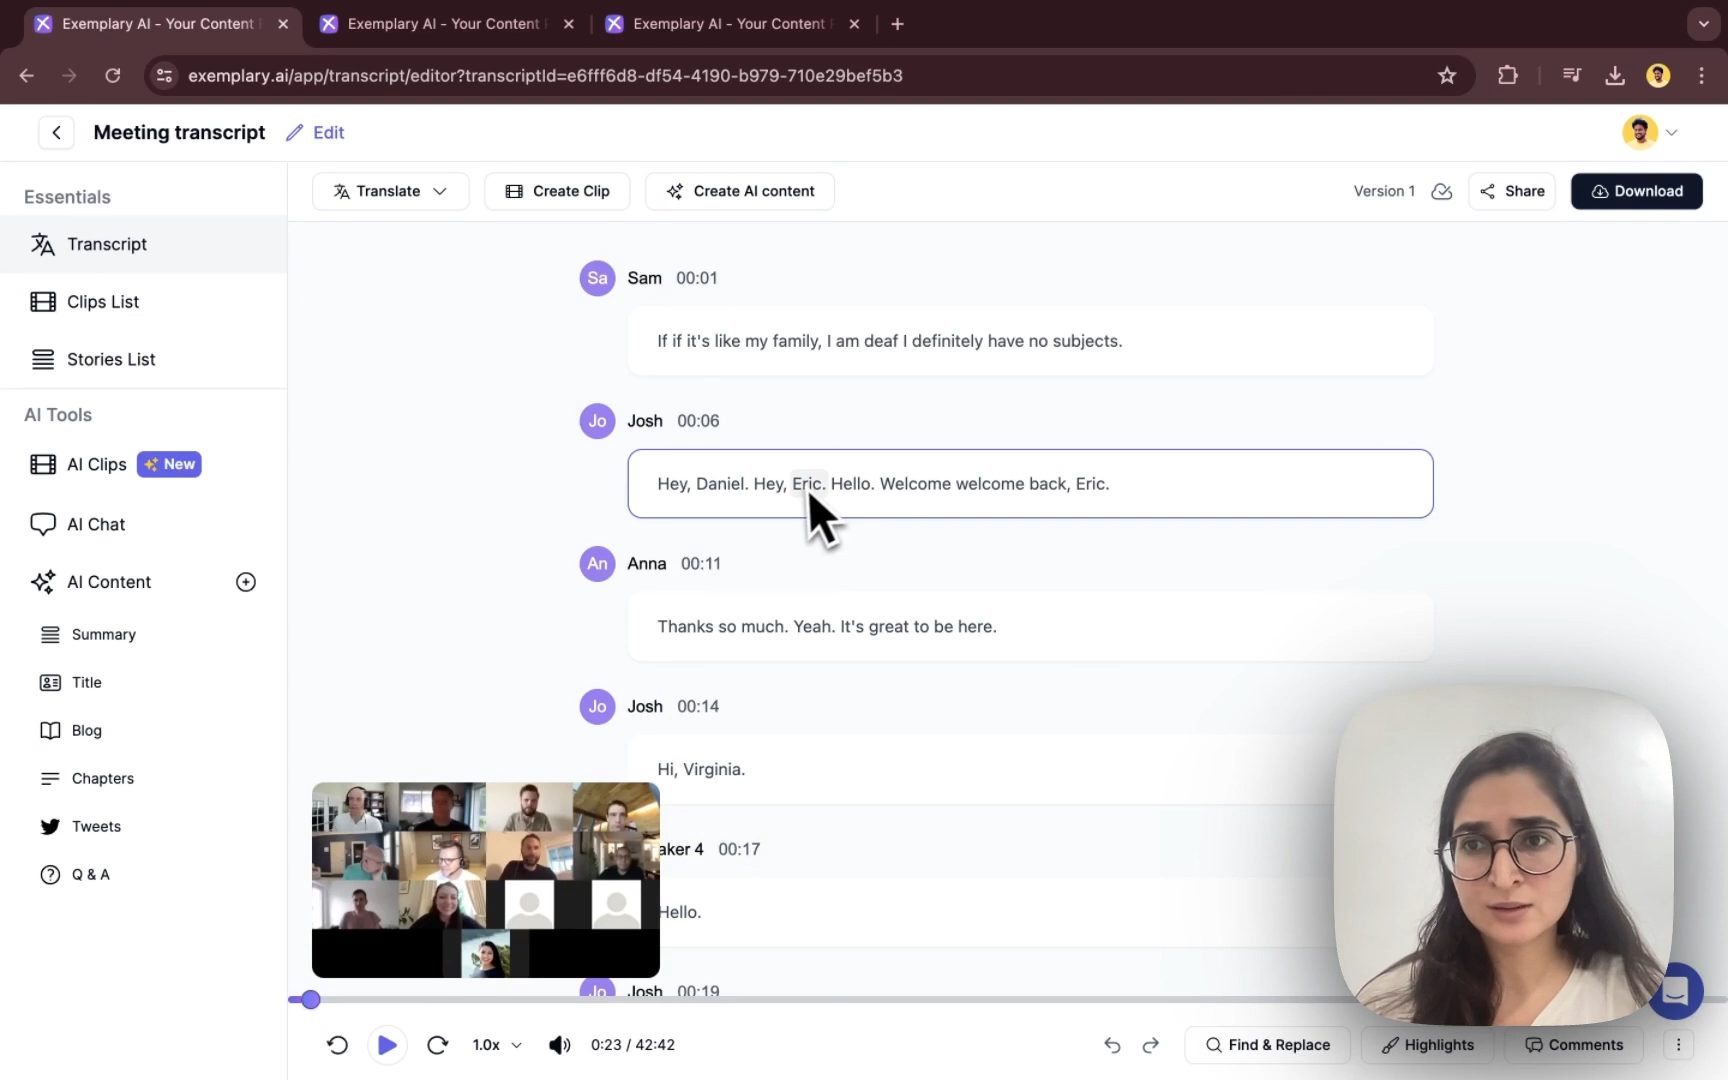 Exemplary AI - Your Content
Exemplary AI - Your Content
Exemplary AI - Your Content
exemplary.ai/app/transcript/editor?transcriptId=e6fff6d8-df54-4190-b979-710e29bef5b3
Meeting transcript
Edit
Essentials
Transcript
Clips List
Stories List
AI Tools
AI Clips
New
AI Chat
AI Content
Summary
Title
Blog
Chapters
Tweets
Q & A
Translate
Create Clip
Create AI content
Version 1
Share
Download
Sa
Sam 00:01
If if it's like my family, I am deaf I definitely have no subjects.
Jo
Josh 00:06
Hey, Daniel. Hey, Eric. Hello. Welcome welcome back, Eric.
An
Anna 00:11
Thanks so much. Yeah. It's great to be here.
Jo
Josh 00:14
Hi, Virginia.
aker 4 00:17
Hello.
Jo
Josh 00:19
1.0x
0:23 / 42:42
Find & Replace
Highlights
Comments